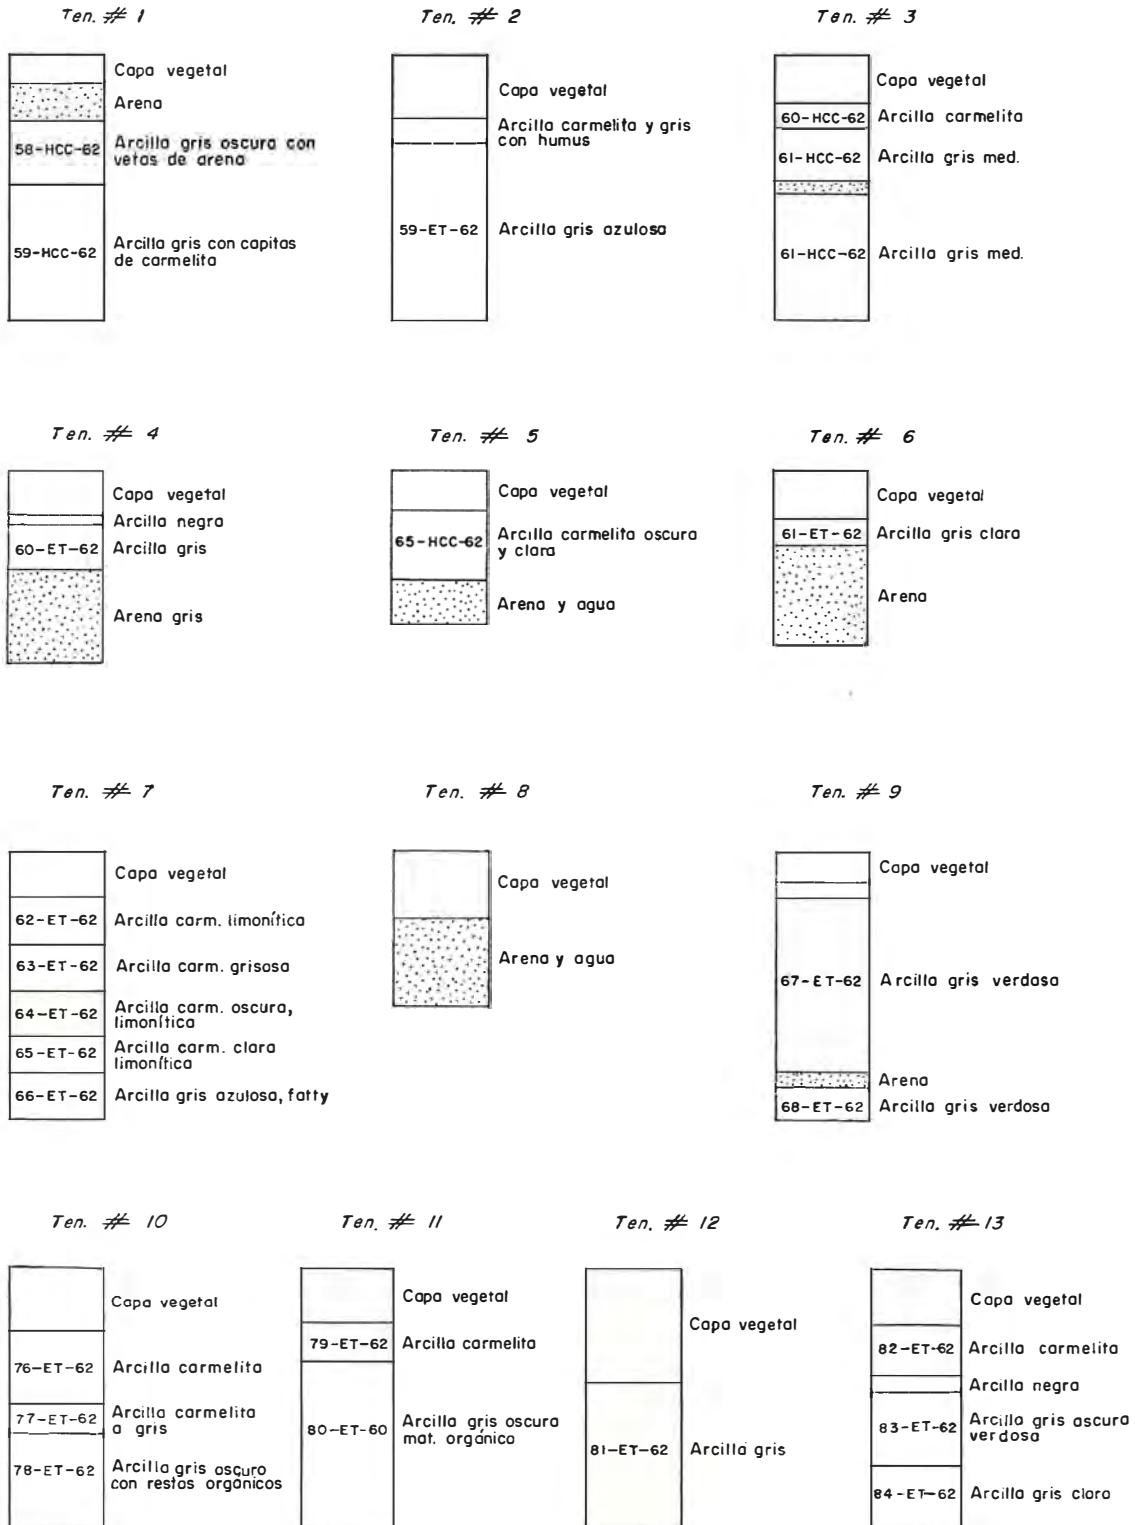 Ten. # 1
Capa vegetal
Arena
58-HCC-62
Arcilla gris oscura con
vetas de arena
59-HCC-62
Arcilla gris con capitas
de carmelita
Ten. # 2
Capa vegetal
Arcilla carmelita y gris
con humus
59-ET-62
Arcilla gris azulosa
Ten. # 3
Capa vegetal
60-HCC-62
Arcilla carmelita
61-HCC-62
Arcilla gris med.
61-HCC-62
Arcilla gris med.
Ten. # 4
Capa vegetal
Arcilla negra
60-ET-62
Arcilla gris
Arena gris
Ten. # 5
Capa vegetal
65-HCC-62
Arcilla carmelita oscura
y clara
Arena y agua
Ten. # 6
Capa vegetal
61-ET-62
Arcilla gris clara
Arena
Ten. # 7
Capa vegetal
62-ET-62
Arcilla carm. limonítica
63-ET-62
Arcilla carm. grisosa
64-ET-62
Arcilla carm. oscura,
limonítica
65-ET-62
Arcilla carm. clara
limonítica
66-ET-62
Arcilla gris azulosa, fatty
Ten. # 8
Capa vegetal
Arena y agua
Ten. # 9
Capa vegetal
67-ET-62
Arcilla gris verdasa
Arena
68-ET-62
Arcilla gris verdosa
Ten. # 10
Capa vegetal
76-ET-62
Arcilla carmelita
77-ET-62
Arcilla carmelita
a gris
78-ET-62
Arcilla gris oscuro
con restos orgánicos
Ten. # 11
Capa vegetal
79-ET-62
Arcilla carmelita
80-ET-60
Arcilla gris oscura
mat. orgánico
Ten. # 12
Capa vegetal
81-ET-62
Arcilla gris
Ten. # 13
Capa vegetal
82-ET-62
Arcilla carmelita
Arcilla negra
83-ET-62
Arcilla gris oscura
verdosa
84-ET-62
Arcilla gris clara